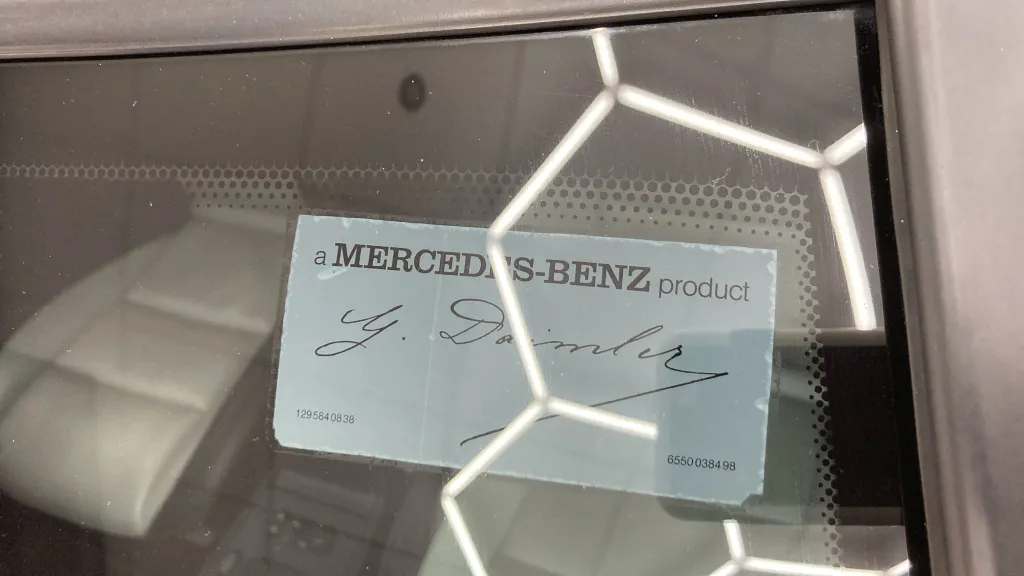 a MERCEDES-BENZ product
G. Daimler
1295840838
6550038498